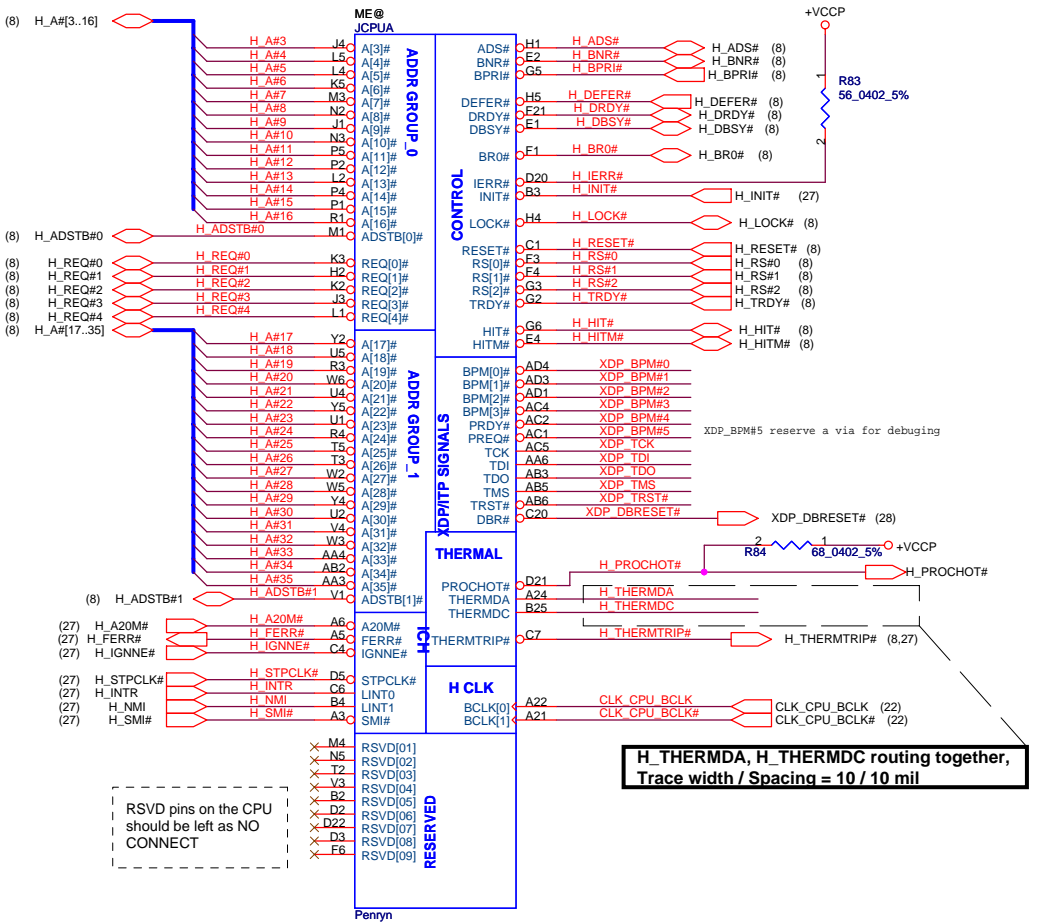 ME@
JCPUA
(8) H_A#[3..16]
H_A#3 J4 A[3]#
H_A#4 L5 A[4]#
H_A#5 L4 A[5]#
H_A#6 K5 A[6]#
H_A#7 M3 A[7]#
H_A#8 N2 A[8]#
H_A#9 J1 A[9]#
H_A#10 N3 A[10]#
H_A#11 P5 A[11]#
H_A#12 P2 A[12]#
H_A#13 L2 A[13]#
H_A#14 P4 A[14]#
H_A#15 P1 A[15]#
H_A#16 R1 A[16]#
(8) H_ADSTB#0 H_ADSTB#0 M1 ADSTB[0]#
ADDR GROUP_0
(8) H_REQ#0 H_REQ#0 K3 REQ[0]#
(8) H_REQ#1 H_REQ#1 H2 REQ[1]#
(8) H_REQ#2 H_REQ#2 K2 REQ[2]#
(8) H_REQ#3 H_REQ#3 J3 REQ[3]#
(8) H_REQ#4 H_REQ#4 L1 REQ[4]#
(8) H_A#[17..35]
H_A#17 Y2 A[17]#
H_A#18 U5 A[18]#
H_A#19 R3 A[19]#
H_A#20 W6 A[20]#
H_A#21 U4 A[21]#
H_A#22 Y5 A[22]#
H_A#23 U1 A[23]#
H_A#24 R4 A[24]#
H_A#25 T5 A[25]#
H_A#26 T3 A[26]#
H_A#27 W2 A[27]#
H_A#28 W5 A[28]#
H_A#29 Y4 A[29]#
H_A#30 U2 A[30]#
H_A#31 V4 A[31]#
H_A#32 W3 A[32]#
H_A#33 AA4 A[33]#
H_A#34 AB2 A[34]#
H_A#35 AA3 A[35]#
(8) H_ADSTB#1 H_ADSTB#1 V1 ADSTB[1]#
ADDR GROUP_1
(27) H_A20M# H_A20M# A6 A20M#
(27) H_FERR# H_FERR# A5 FERR#
(27) H_IGNNE# H_IGNNE# C4 IGNNE#
ICH
(27) H_STPCLK# H_STPCLK# D5 STPCLK#
(27) H_INTR H_INTR C6 LINT0
(27) H_NMI H_NMI B4 LINT1
(27) H_SMI# H_SMI# A3 SMI#
M4 RSVD[01]
N5 RSVD[02]
T2 RSVD[03]
V3 RSVD[04]
B2 RSVD[05]
D2 RSVD[06]
D22 RSVD[07]
D3 RSVD[08]
F6 RSVD[09]
RESERVED
RSVD pins on the CPU
should be left as NO
CONNECT
Penryn
CONTROL
ADS# H1 H_ADS# H_ADS# (8)
BNR# E2 H_BNR# H_BNR# (8)
BPRI# G5 H_BPRI# H_BPRI# (8)
DEFER# H5 H_DEFER# H_DEFER# (8)
DRDY# F21 H_DRDY# H_DRDY# (8)
DBSY# E1 H_DBSY# H_DBSY# (8)
BR0# F1 H_BR0# H_BR0# (8)
IERR# D20 H_IERR#
INIT# B3 H_INIT# H_INIT# (27)
LOCK# H4 H_LOCK# H_LOCK# (8)
RESET# C1 H_RESET# H_RESET# (8)
RS[0]# F3 H_RS#0 H_RS#0 (8)
RS[1]# F4 H_RS#1 H_RS#1 (8)
RS[2]# G3 H_RS#2 H_RS#2 (8)
TRDY# G2 H_TRDY# H_TRDY# (8)
HIT# G6 H_HIT# H_HIT# (8)
HITM# E4 H_HITM# H_HITM# (8)
+VCCP
1
R83
56_0402_5%
2
XDP/ITP SIGNALS
BPM[0]# AD4 XDP_BPM#0
BPM[1]# AD3 XDP_BPM#1
BPM[2]# AD1 XDP_BPM#2
BPM[3]# AC4 XDP_BPM#3
PRDY# AC2 XDP_BPM#4
PREQ# AC1 XDP_BPM#5
XDP_BPM#5 reserve a via for debuging
TCK AC5 XDP_TCK
TDI AA6 XDP_TDI
TDO AB3 XDP_TDO
TMS AB5 XDP_TMS
TRST# AB6 XDP_TRST#
DBR# C20 XDP_DBRESET# XDP_DBRESET# (28)
THERMAL
2 1 +VCCP
R84 68_0402_5%
PROCHOT# D21 H_PROCHOT# H_PROCHOT#
THERMDA A24 H_THERMDA
THERMDC B25 H_THERMDC
THERMTRIP# C7 H_THERMTRIP# H_THERMTRIP# (8,27)
H CLK
BCLK[0] A22 CLK_CPU_BCLK CLK_CPU_BCLK (22)
BCLK[1] A21 CLK_CPU_BCLK# CLK_CPU_BCLK# (22)
H_THERMDA, H_THERMDC routing together,
Trace width / Spacing = 10 / 10 mil